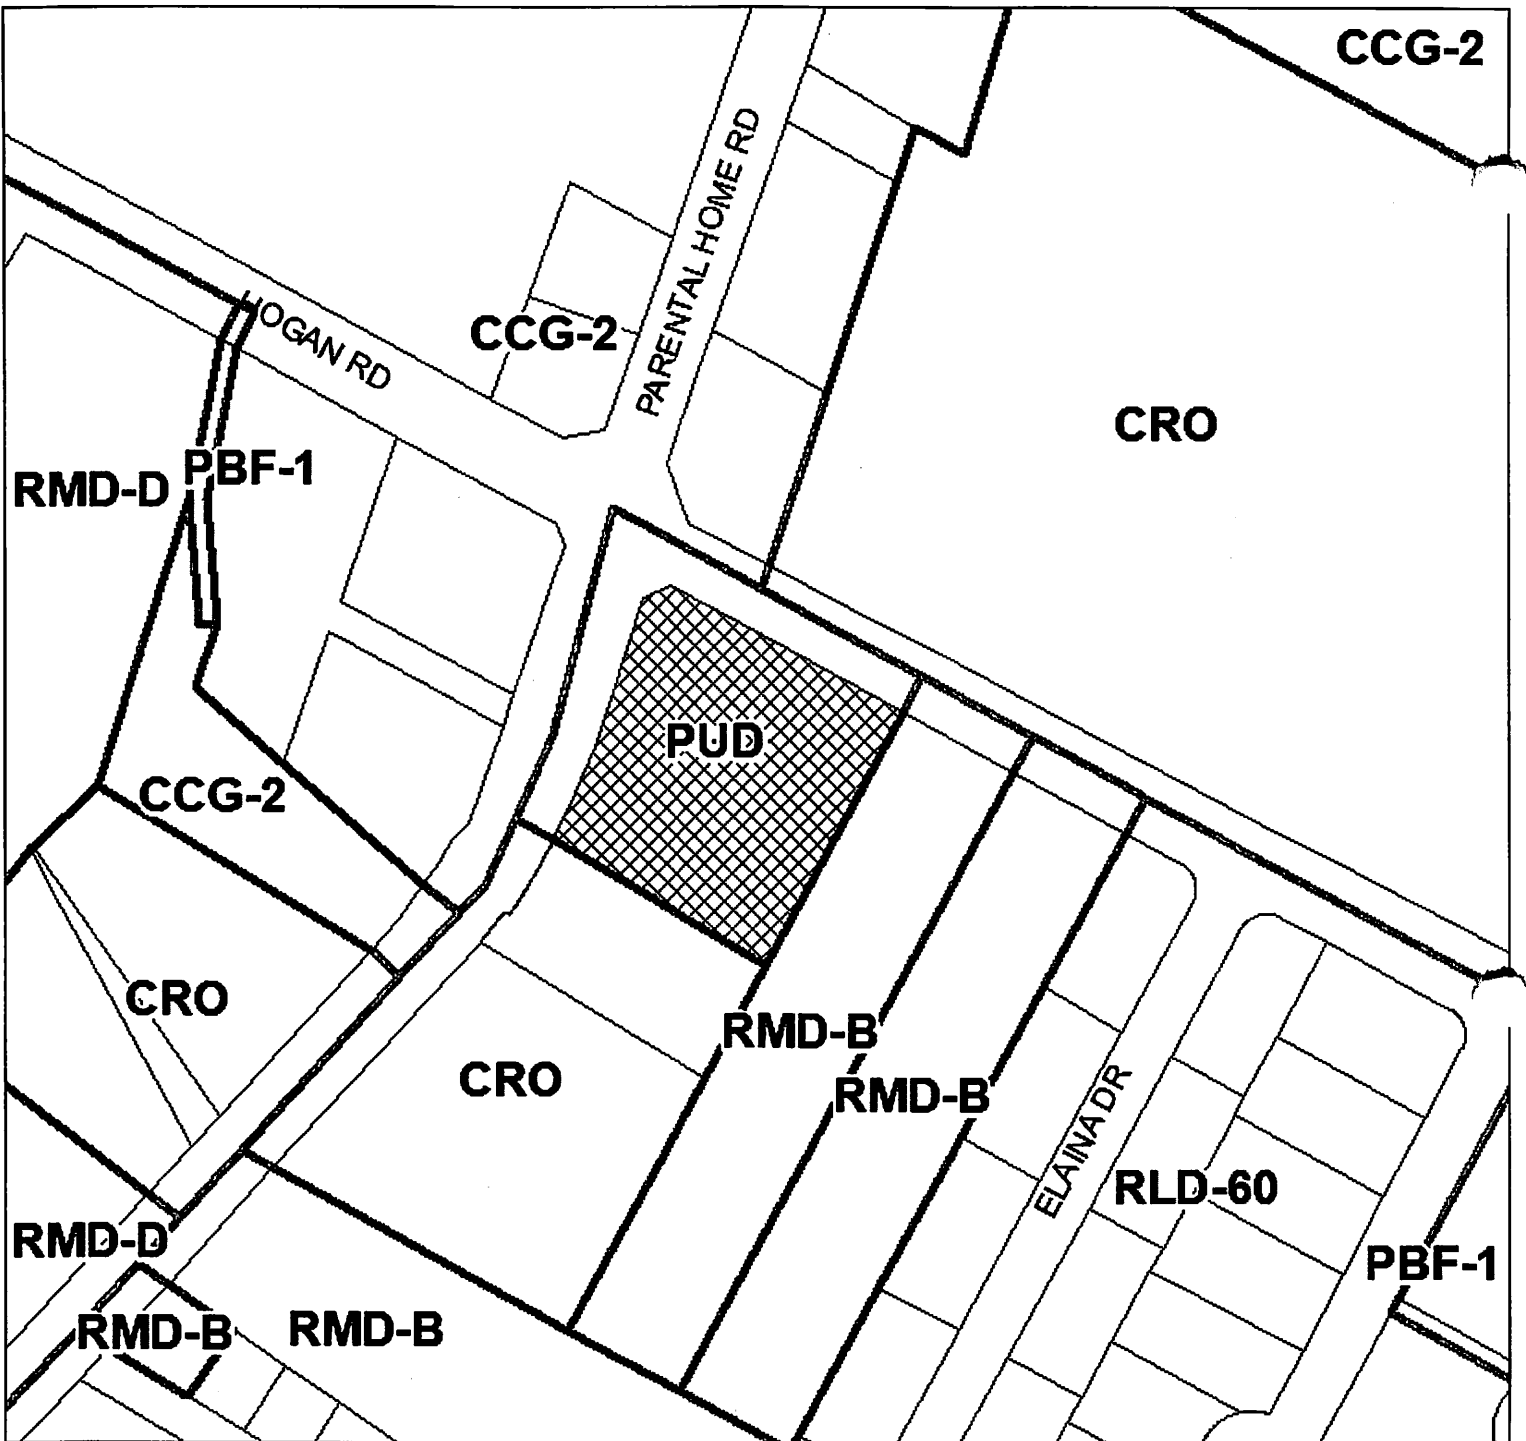 CCG-2
PARENTAL HOME RD
HOGAN RD
CCG-2
CRO
PBF-1
RMD-D
PUD
CCG-2
CRO
RMD-B
CRO
RMD-B
ELAINA DR
RLD-60
RMD-D
PBF-1
RMD-B
RMD-B